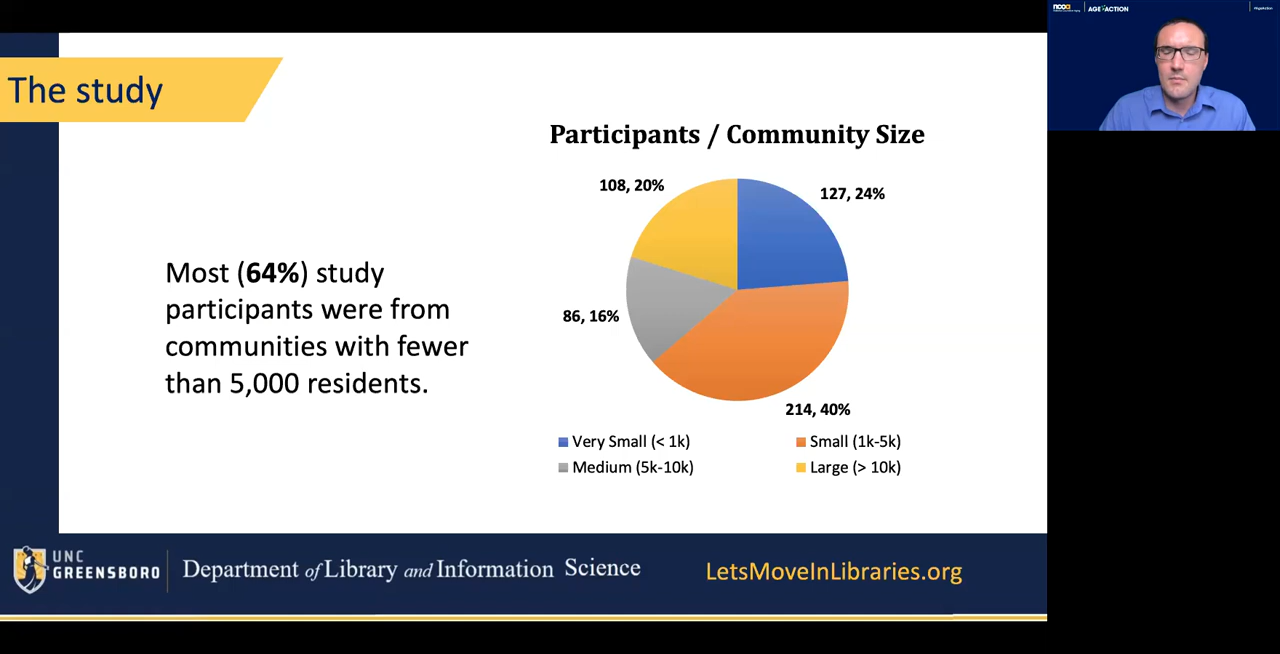 ncoa
AGE+ACTION
#AgeAction
The study
Participants / Community Size
108, 20%
127, 24%
86, 16%
214, 40%
Most (64%) study
participants were from
communities with fewer
than 5,000 residents.
Very Small (< 1k)
Small (1k-5k)
Medium (5k-10k)
Large (> 10k)
UNC
GREENSBORO
Department of Library and Information Science
LetsMoveInLibraries.org